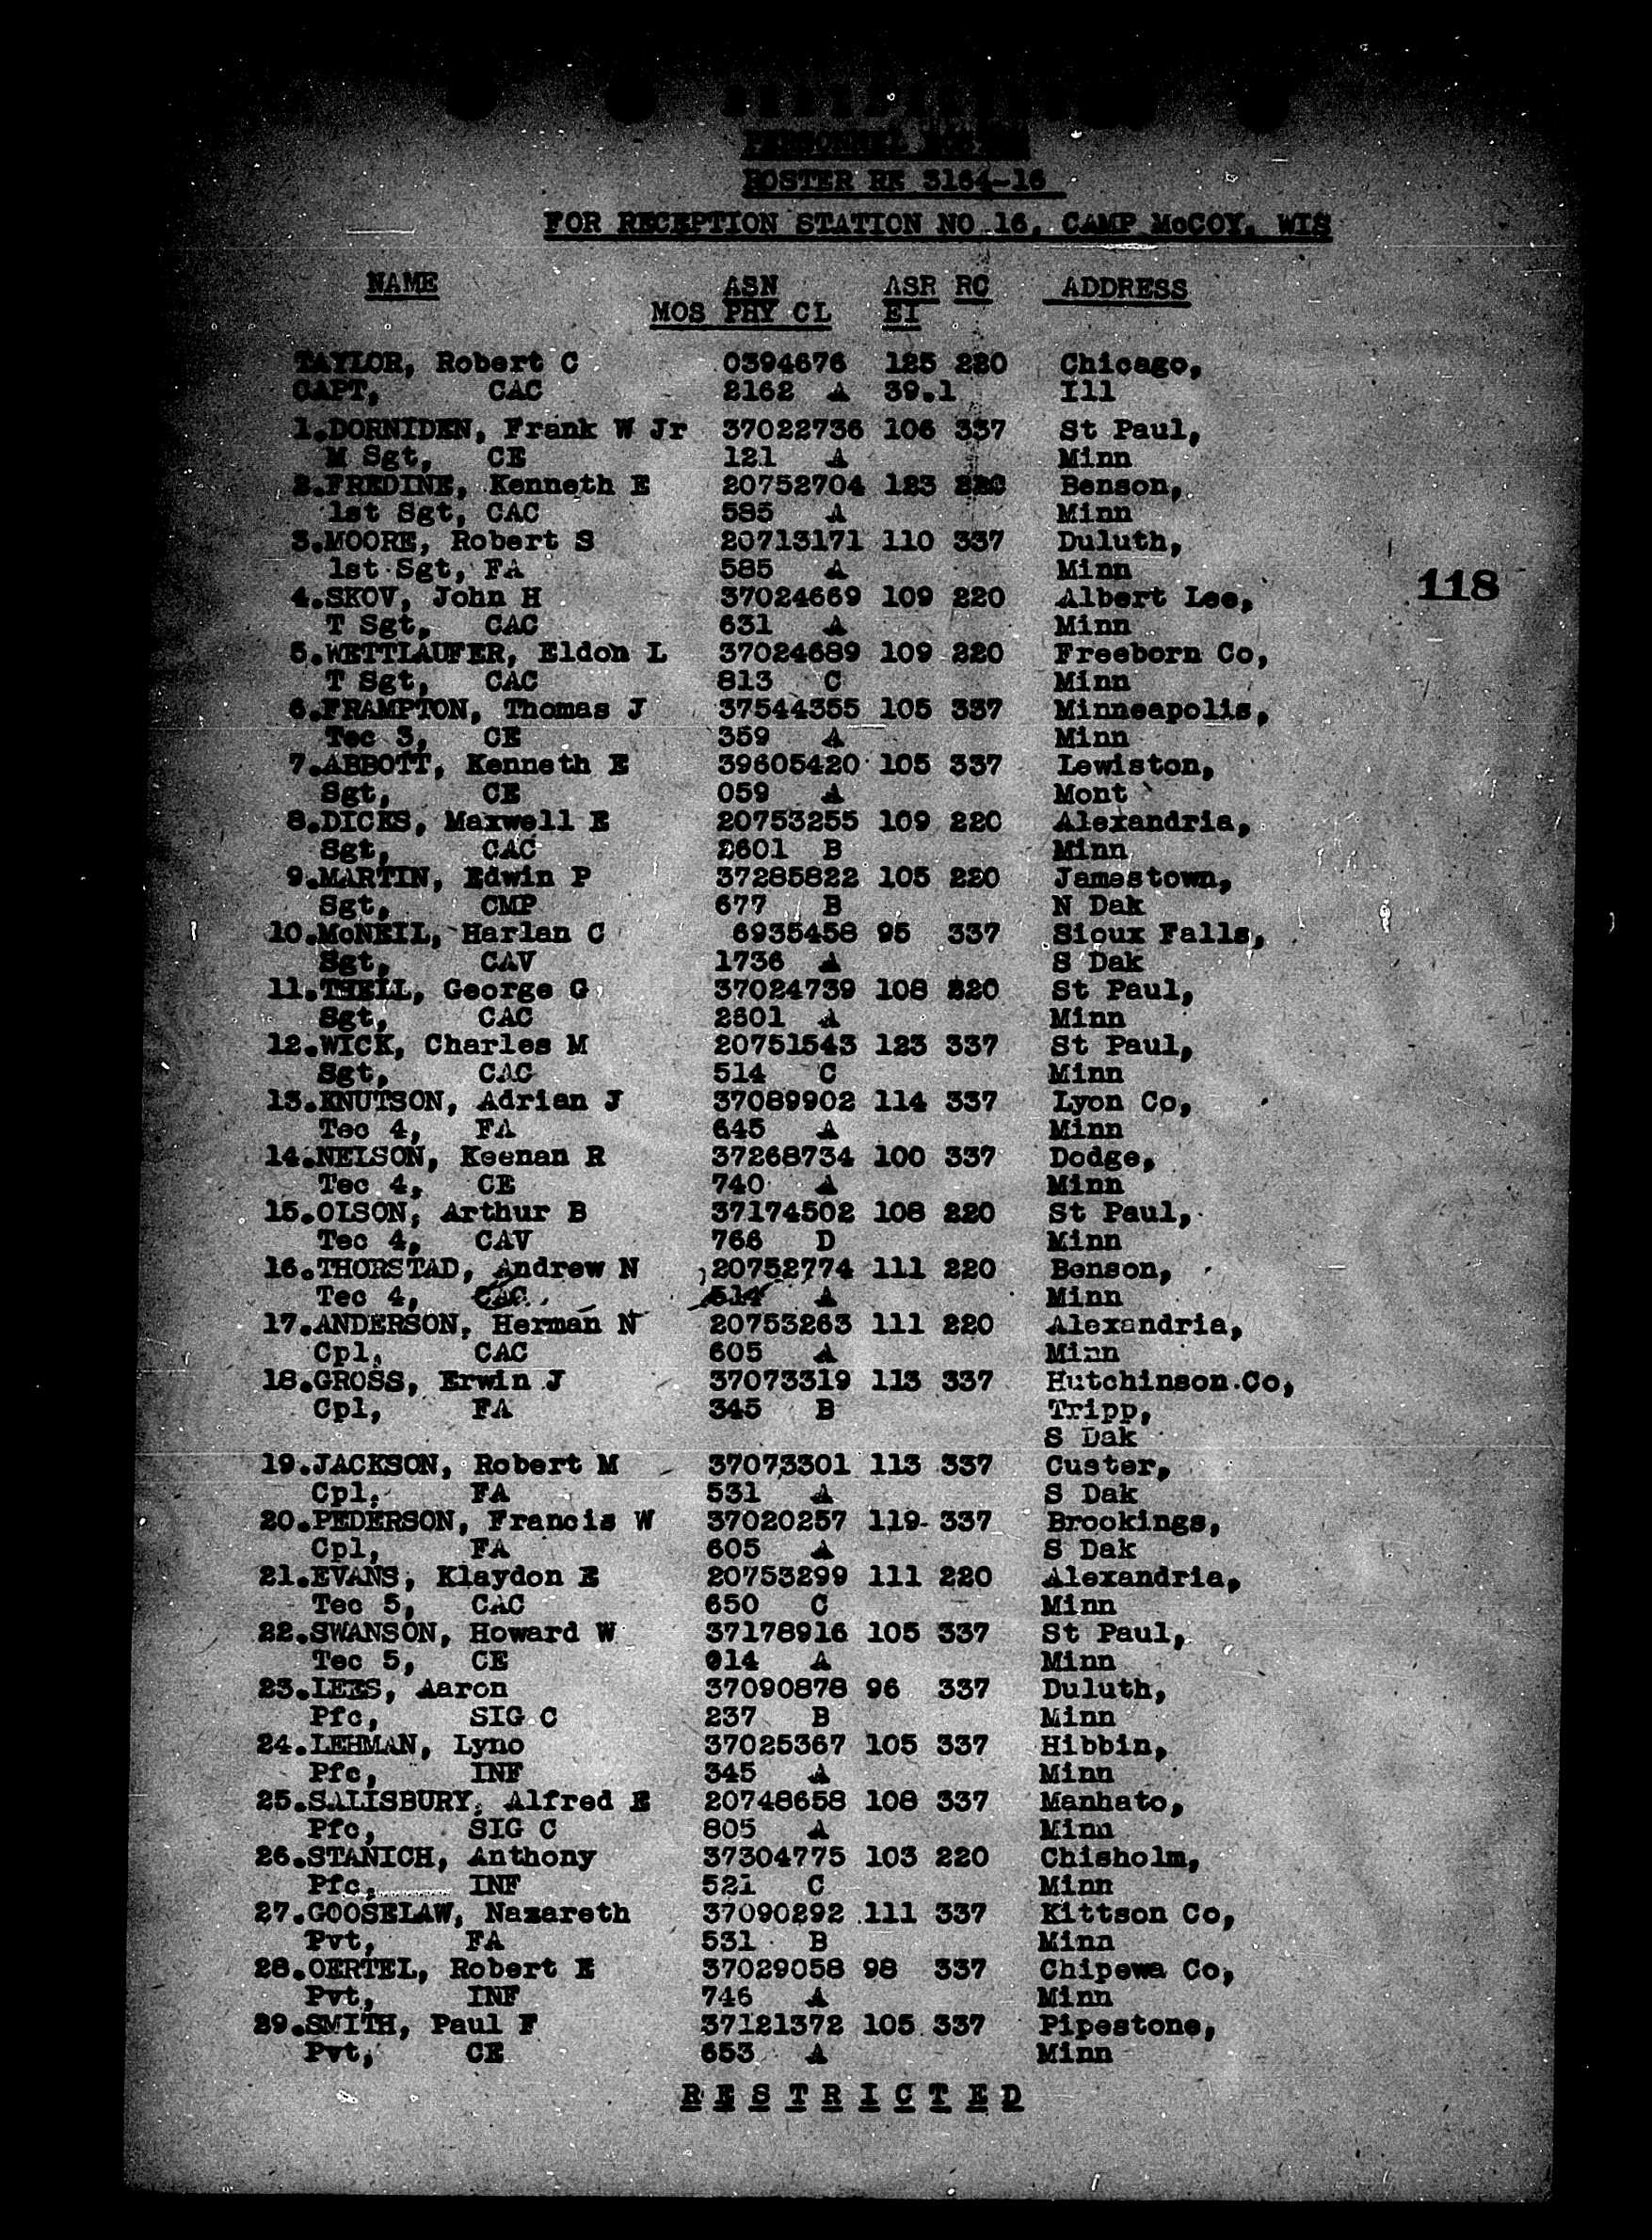 PERSONNEL ROSTER
ROSTER RE 3164-16
FOR RECEPTION STATION NO 16, CAMP McCOY, WIS
NAME ASN ASR RC ADDRESS
MOS PHY CL EI
TAYLOR, Robert C 0394676 125 220 Chicago,
CAPT, CAC 2162 A 39.1 Ill
1.DORNIDEN, Frank W Jr 37022736 106 337 St Paul,
M Sgt, CE 121 A Minn
2.FREDINE, Kenneth E 20752704 123 220 Benson,
1st Sgt, CAC 585 A Minn
3.MOORE, Robert S 20713171 110 337 Duluth,
1st Sgt, FA 585 A Minn
118
4.SKOV, John H 37024669 109 220 Albert Lee,
T Sgt, CAC 631 A Minn
5.WETTLAUFER, Eldon L 37024689 109 220 Freeborn Co,
T Sgt, CAC 813 C Minn
6.FRAMPTON, Thomas J 37544355 105 337 Minneapolis,
Tec 3, CE 359 A Minn
7.ABBOTT, Kenneth E 39605420 105 337 Lewiston,
Sgt, CE 059 A Mont
8.DICKS, Maxwell E 20753255 109 220 Alexandria,
Sgt, CAC 2601 B Minn
9.MARTIN, Edwin P 37285822 105 220 Jamestown,
Sgt, CMP 677 B N Dak
10.McNEIL, Harlan C 6935458 95 337 Sioux Falls,
Sgt, CAV 1736 A S Dak
11.THELL, George G 37024739 108 220 St Paul,
Sgt, CAC 2601 A Minn
12.WICK, Charles M 20751543 123 337 St Paul,
Sgt, CAC 514 C Minn
13.KNUTSON, Adrian J 37089902 114 337 Lyon Co,
Tec 4, FA 645 A Minn
14.NELSON, Keenan R 37268734 100 337 Dodge,
Tec 4, CE 740 A Minn
15.OLSON, Arthur B 37174502 108 220 St Paul,
Tec 4, CAV 766 D Minn
16.THORSTAD, Andrew N 20752774 111 220 Benson,
Tec 4, CAC 514 A Minn
17.ANDERSON, Herman N 20753263 111 220 Alexandria,
Cpl, CAC 605 A Minn
18.GROSS, Erwin J 37073319 113 337 Hutchinson Co,
Cpl, FA 345 B Tripp,
S Dak
19.JACKSON, Robert M 37073301 113 337 Custer,
Cpl, FA 531 A S Dak
20.PEDERSON, Francis W 37020257 119 337 Brookings,
Cpl, FA 605 A S Dak
21.EVANS, Klaydon E 20753299 111 220 Alexandria,
Tec 5, CAC 650 C Minn
22.SWANSON, Howard W 37178916 105 337 St Paul,
Tec 5, CE 014 A Minn
23.LEES, Aaron 37090878 96 337 Duluth,
Pfc, SIG C 237 B Minn
24.LEHMAN, Lyno 37025367 105 337 Hibbin,
Pfc, INF 345 A Minn
25.SALISBURY, Alfred E 20748658 108 337 Manhato,
Pfc, SIG C 805 A Minn
26.STANICH, Anthony 37304775 103 220 Chisholm,
Pfc, INF 521 C Minn
27.GOOSELAW, Nazareth 37090292 111 337 Kittson Co,
Pvt, FA 531 B Minn
28.OERTEL, Robert E 37029058 98 337 Chipewa Co,
Pvt, INF 746 A Minn
29.SMITH, Paul F 37121372 105 337 Pipestone,
Pvt, CE 653 A Minn
RESTRICTED